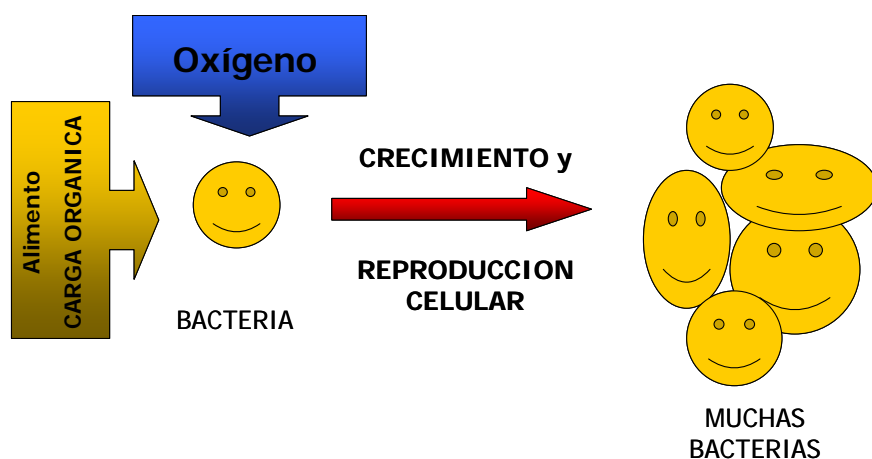 Oxígeno
Alimento
CARGA ORGANICA
BACTERIA
CRECIMIENTO y
REPRODUCCION
CELULAR
MUCHAS
BACTERIAS